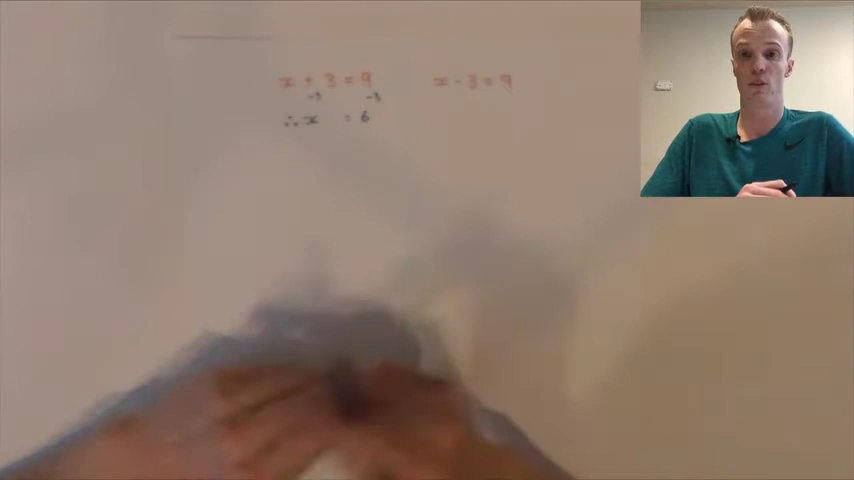 x + 3 = 9
-3 -3
∴ x = 6
x - 3 = 9